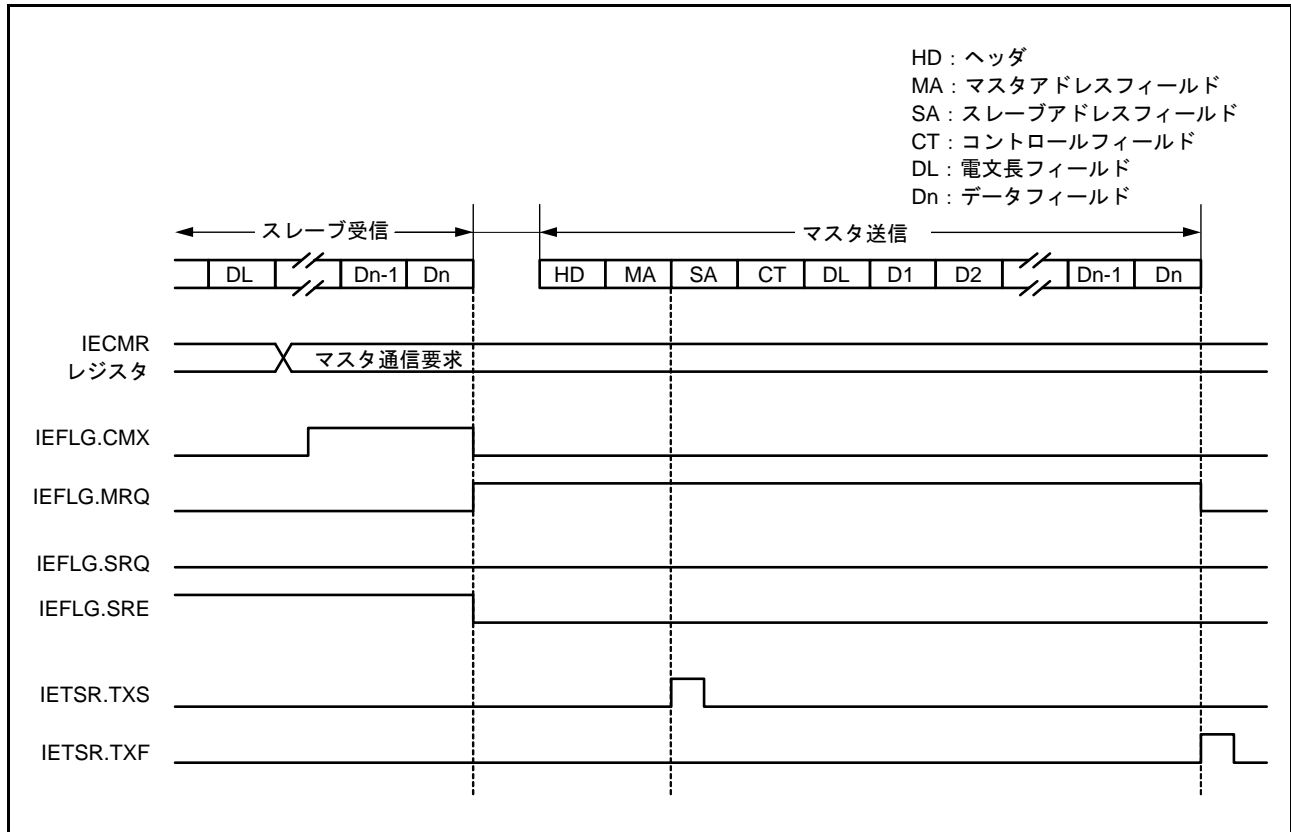 HD：ヘッダ
MA：マスタアドレスフィールド
SA：スレーブアドレスフィールド
CT：コントロールフィールド
DL：電文長フィールド
Dn：データフィールド
スレーブ受信 マスタ送信
DL Dn-1 Dn HD MA SA CT DL D1 D2 Dn-1 Dn
IECMR
レジスタ
マスタ通信要求
IEFLG.CMX
IEFLG.MRQ
IEFLG.SRQ
IEFLG.SRE
IETSR.TXS
IETSR.TXF